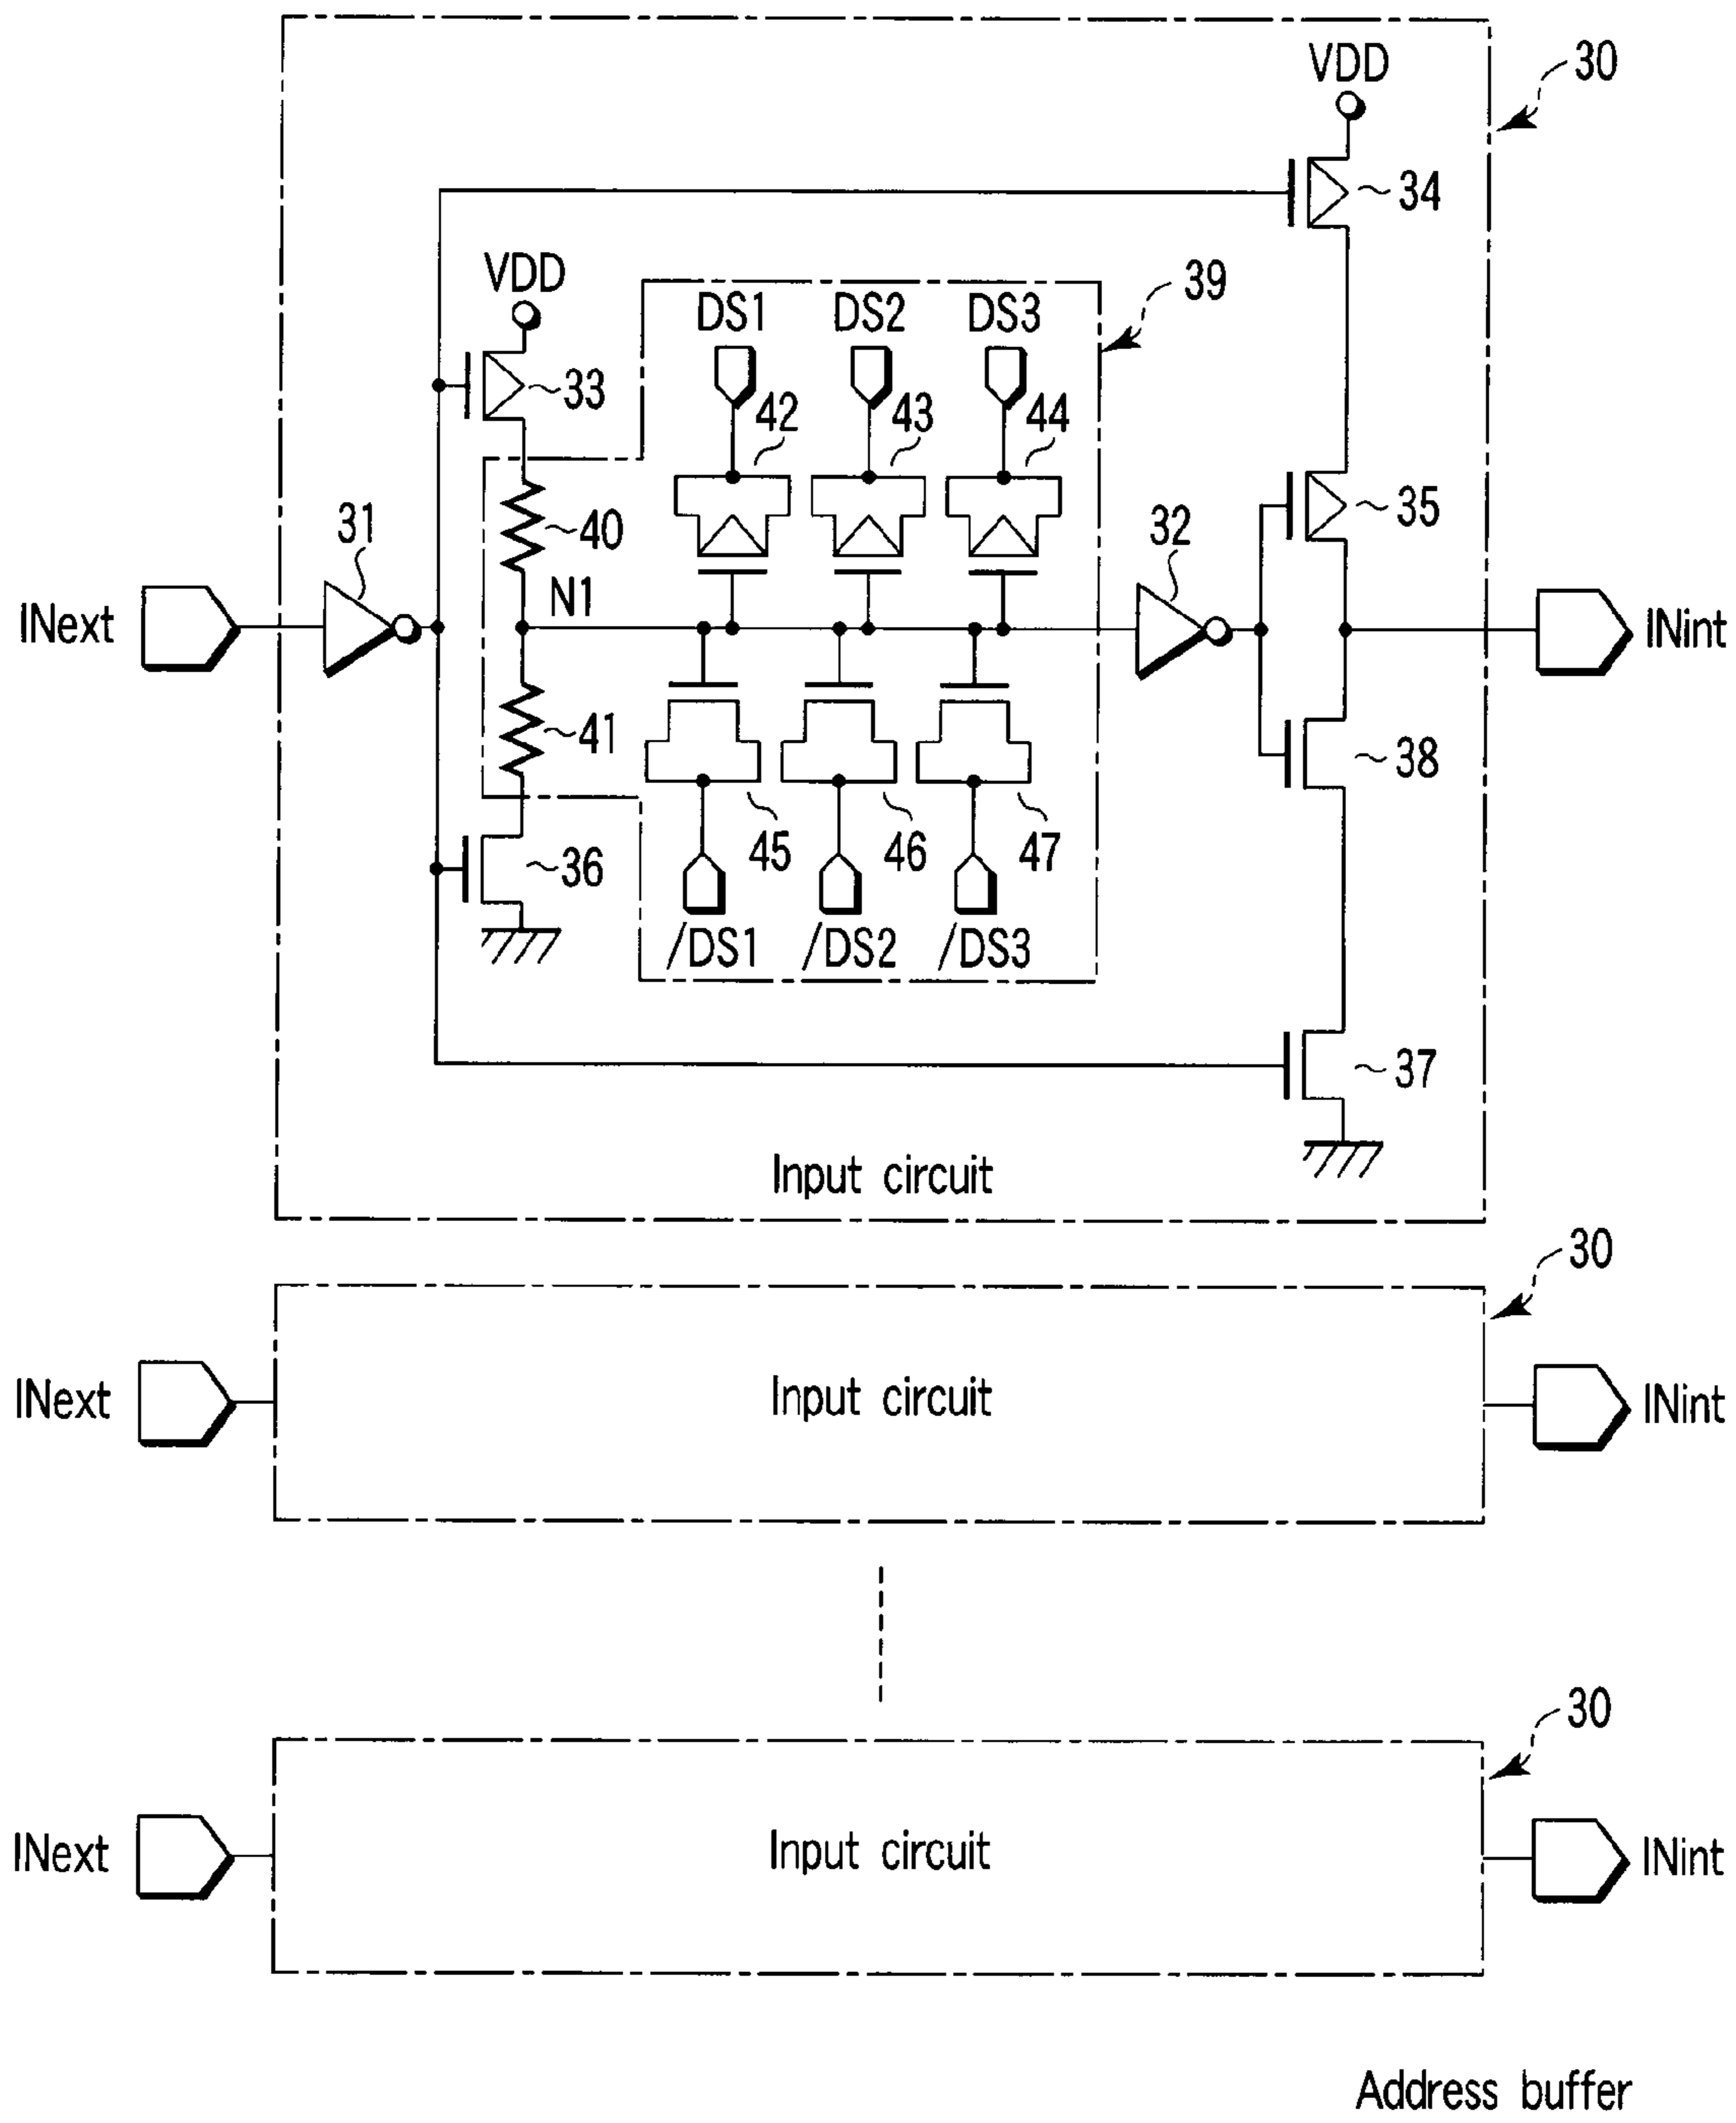 30
VDD
34
VDD
39
DS1 DS2 DS3
33
42 43 44
40
31
32
35
N1
INext
INint
41
38
45 46 47
36
/DS1 /DS2 /DS3
37
Input circuit
30
INext
Input circuit
INint
30
INext
Input circuit
INint
Address buffer